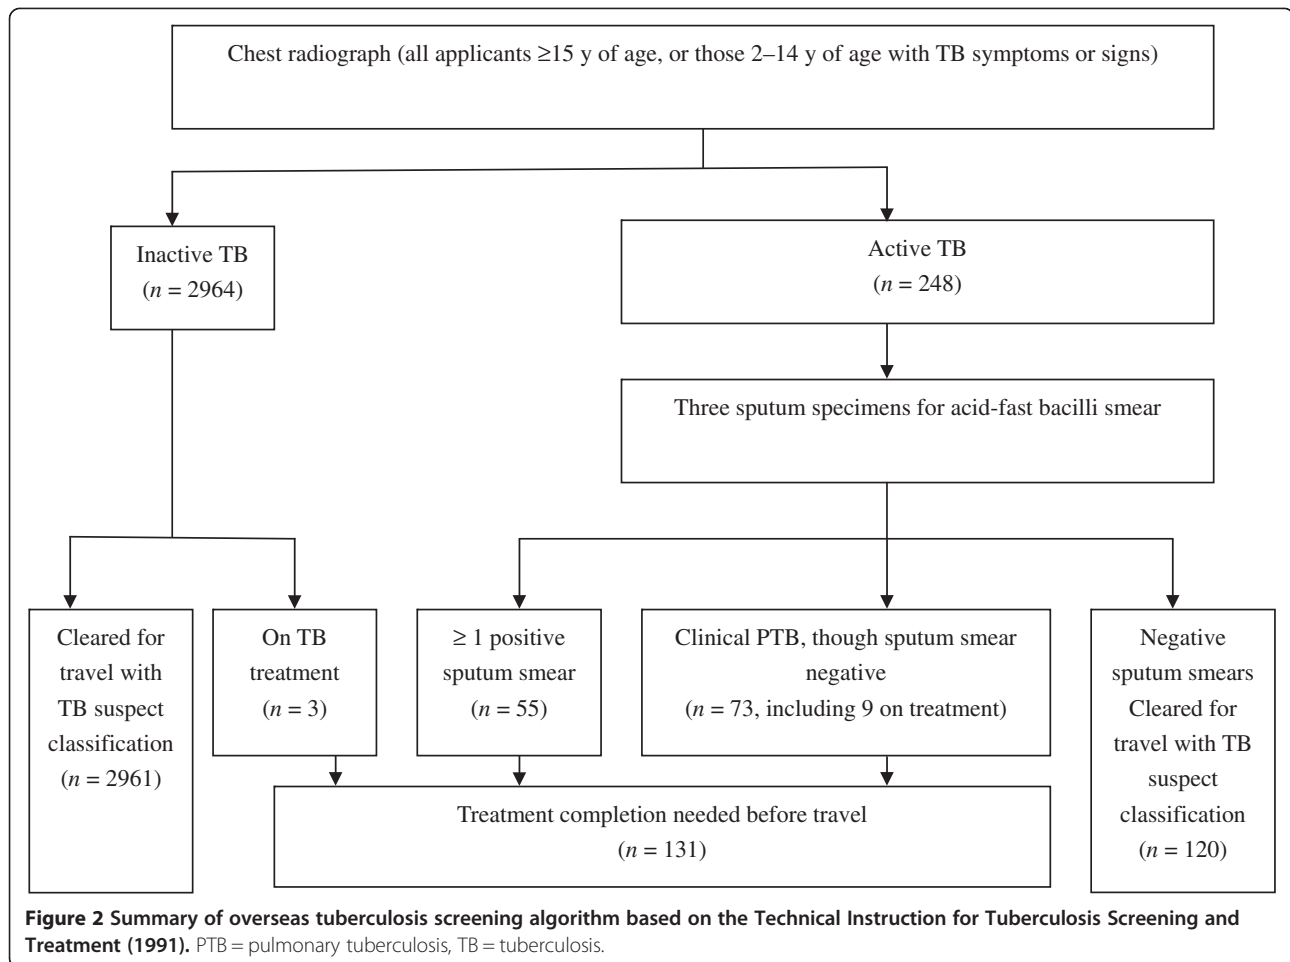 Chest radiograph (all applicants ≥15 y of age, or those 2–14 y of age with TB symptoms or signs)
Inactive TB
(n = 2964)
Active TB
(n = 248)
Three sputum specimens for acid-fast bacilli smear
Cleared for
travel with
TB suspect
classification
(n = 2961)
On TB
treatment
(n = 3)
≥ 1 positive
sputum smear
(n = 55)
Clinical PTB, though sputum smear
negative
(n = 73, including 9 on treatment)
Negative
sputum smears
Cleared for
travel with TB
suspect
classification
(n = 120)
Treatment completion needed before travel
(n = 131)
Figure 2 Summary of overseas tuberculosis screening algorithm based on the Technical Instruction for Tuberculosis Screening and
Treatment (1991). PTB = pulmonary tuberculosis, TB = tuberculosis.